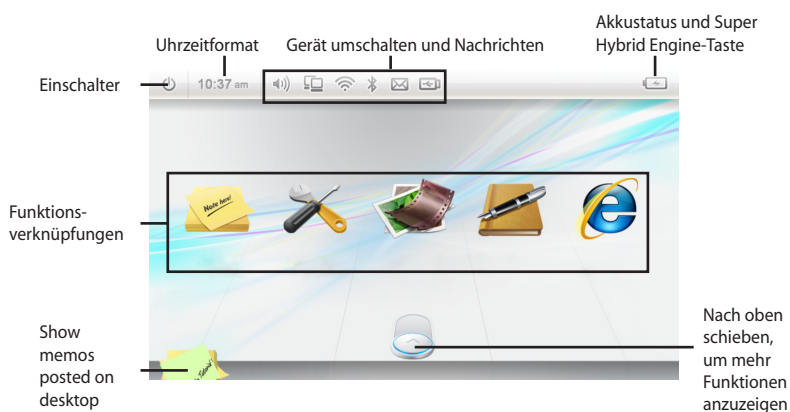 Akkustatus und Super
Hybrid Engine-Taste
Uhrzeitformat
Gerät umschalten und Nachrichten
Einschalter
10:37 am
Note here!
Funktions-
verknüpfungen
Show
memos
posted on
desktop
Nach oben
schieben,
um mehr
Funktionen
anzuzeigen